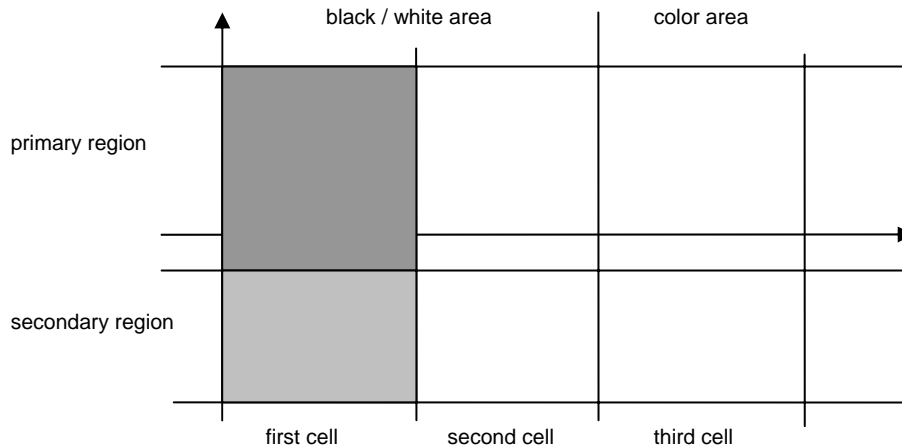 black / white area
color area
primary region
secondary region
first cell
second cell
third cell